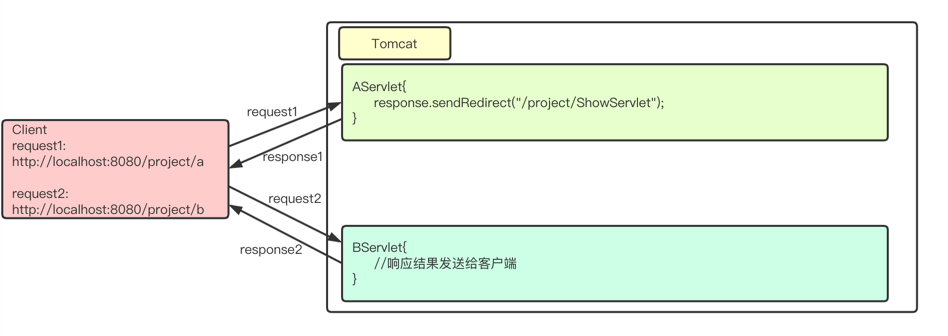 Tomcat
AServlet{
response.sendRedirect("/project/ShowServlet");
}
request1
Client
request1:
http://localhost:8080/project/a
response1
request2:
http://localhost:8080/project/b
request2
response2
BServlet{
//响应结果发送给客户端
}